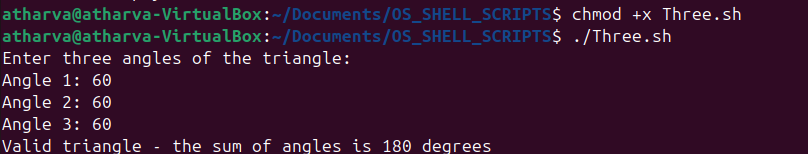 atharva@atharva-VirtualBox:~/Documents/OS_SHELL_SCRIPTS$ chmod +x Three.sh
atharva@atharva-VirtualBox:~/Documents/OS_SHELL_SCRIPTS$ ./Three.sh
Enter three angles of the triangle:
Angle 1: 60
Angle 2: 60
Angle 3: 60
Valid triangle - the sum of angles is 180 degrees